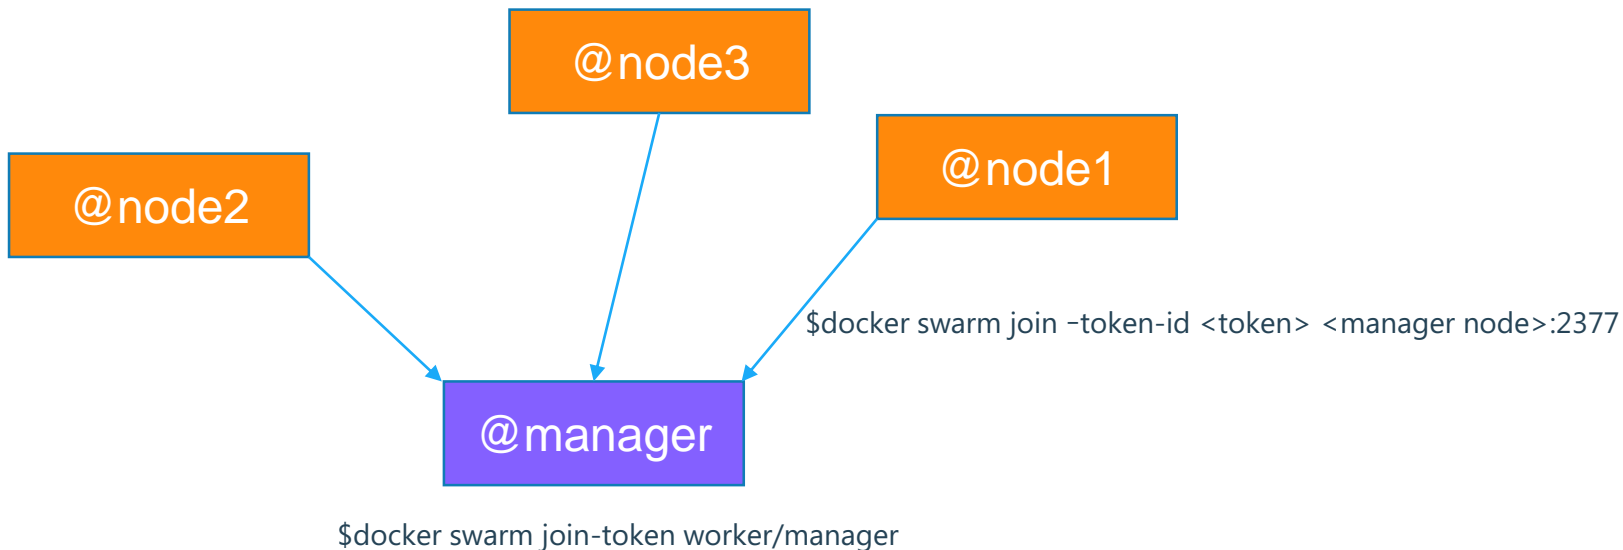 @node3
@node1
@node2
$docker swarm join –token-id <token> <manager node>:2377
@manager
$docker swarm join-token worker/manager